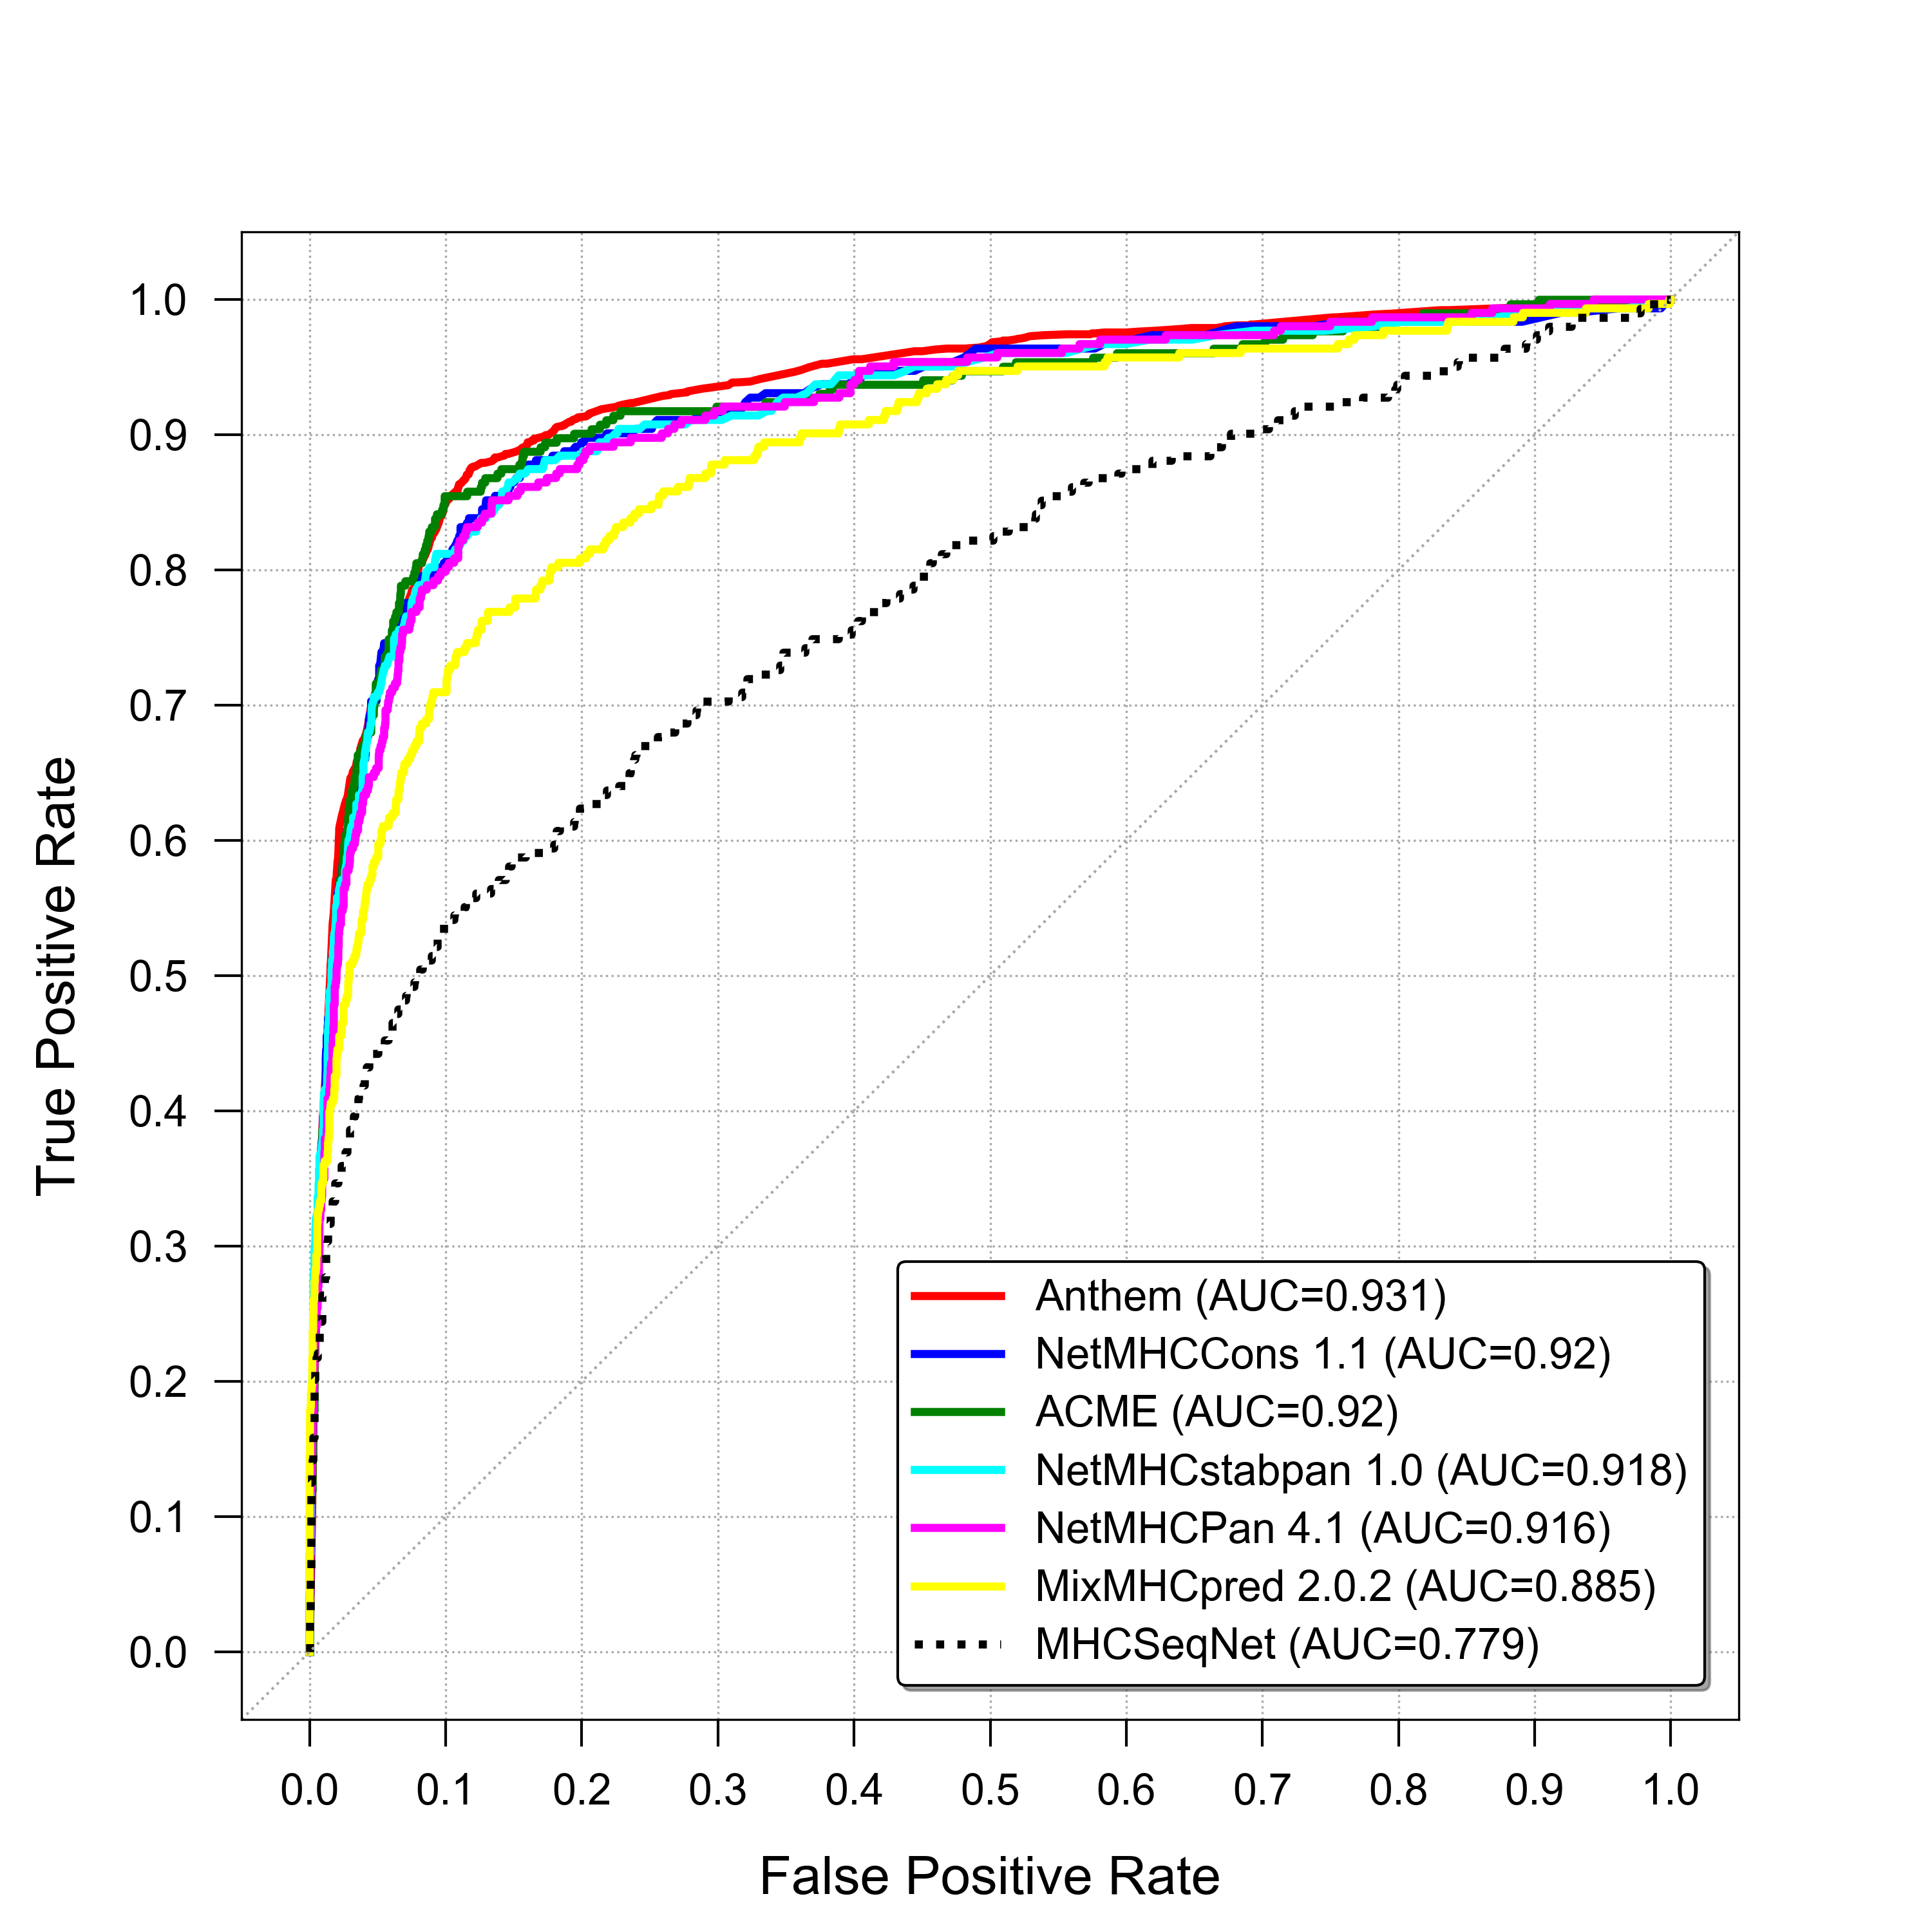 1.0
0.9
0.8
0.7
0.6
0.5
0.4
0.3
0.2
0.1
0.0
True Positive Rate
Anthem (AUC=0.931)
NetMHCCons 1.1 (AUC=0.92)
ACME (AUC=0.92)
NetMHCstabpan 1.0 (AUC=0.918)
NetMHCPan 4.1 (AUC=0.916)
MixMHCpred 2.0.2 (AUC=0.885)
MHCSeqNet (AUC=0.779)
0.0 0.1 0.2 0.3 0.4 0.5 0.6 0.7 0.8 0.9 1.0
False Positive Rate